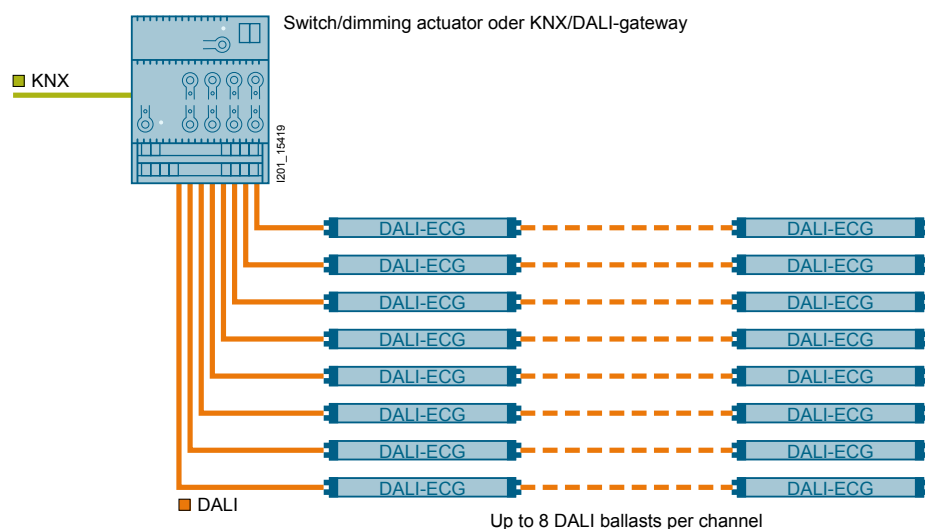 Switch/dimming actuator oder KNX/DALI-gateway
KNX
I201_15419
DALI-ECG DALI-ECG
DALI-ECG DALI-ECG
DALI-ECG DALI-ECG
DALI-ECG DALI-ECG
DALI-ECG DALI-ECG
DALI-ECG DALI-ECG
DALI-ECG DALI-ECG
DALI-ECG DALI-ECG
DALI
Up to 8 DALI ballasts per channel